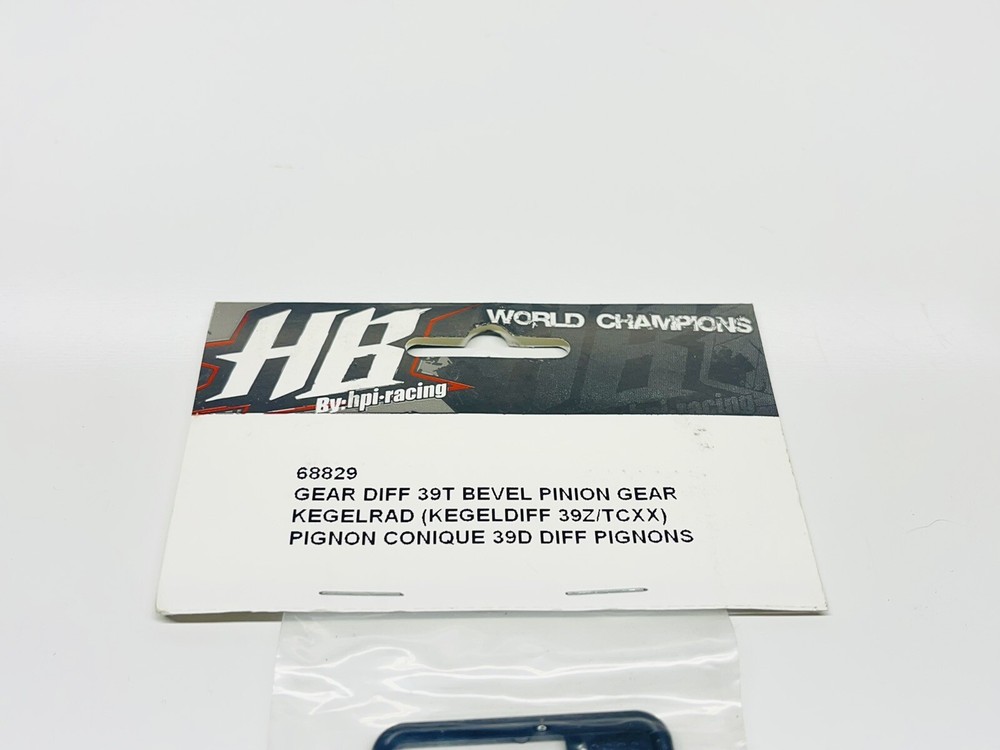 HB
WORLD CHAMPIONS
By:hpi·racing
68829
GEAR DIFF 39T BEVEL PINION GEAR
KEGELRAD (KEGELDIFF 39Z/TCXX)
PIGNON CONIQUE 39D DIFF PIGNONS